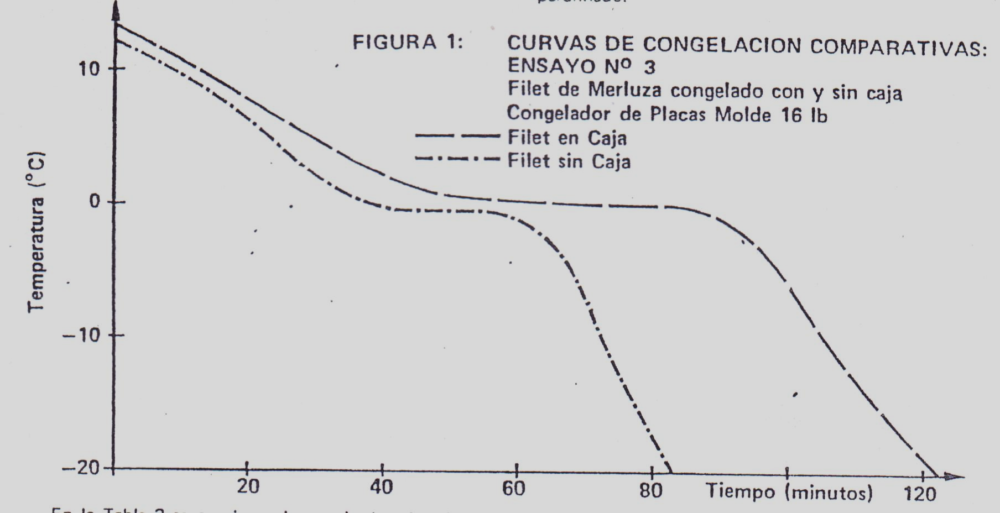 FIGURA 1: CURVAS DE CONGELACION COMPARATIVAS:
ENSAYO Nº 3
Filet de Merluza congelado con y sin caja
Congelador de Placas Molde 16 lb
Filet en Caja
Filet sin Caja
Temperatura (°C)
10
0
−10
−20
20 40 60 80 Tiempo (minutos) 120